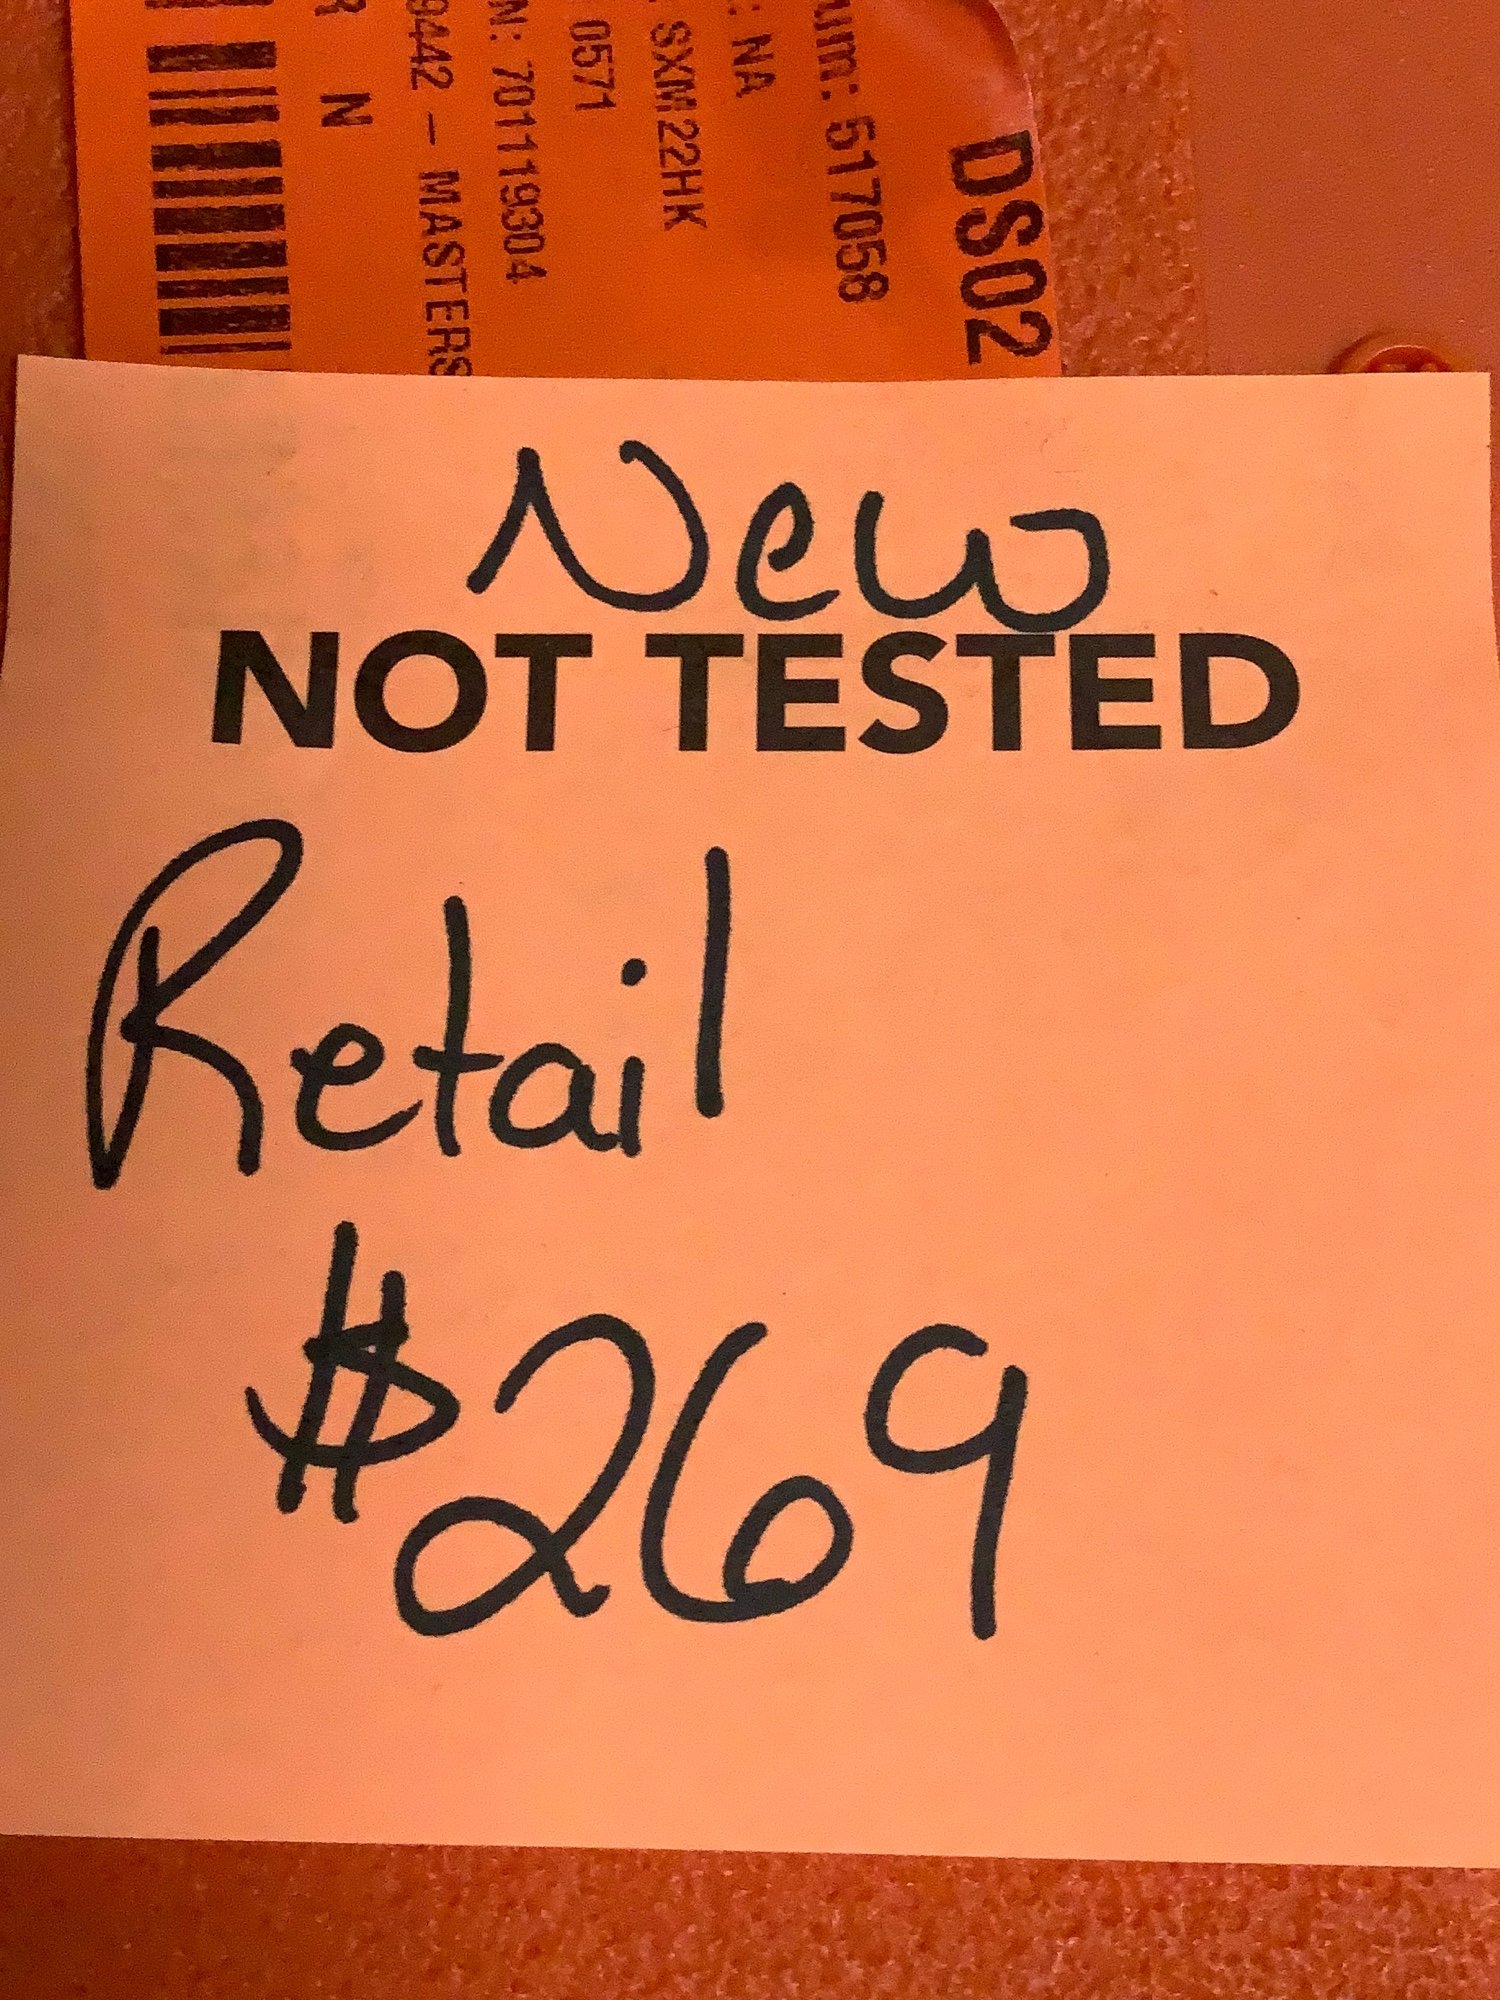 DS02
um: 517058
: NA
: SXM22HK
0571
N: 701119304
9442 - MASTERS
R N
New
NOT TESTED
Retail
$269